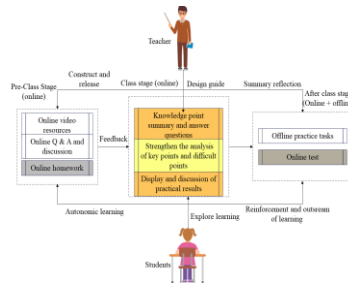 Teacher
Pre-Class Stage
(online)
Construct and
release
Class stage (online)
Design guide
Summary reflection
After class stage
(Online + offline
Online video
resources
Online Q & A and
discussion
Online homework
Feedback
Knowledge point
summary and answer
questions
Strengthen the analysis
of key points and difficult
points
Display and discussion of
practical results
Offline practice tasks
Online test
Autonomic learning
Explore learning
Reinforcement and outream
of learning
Students